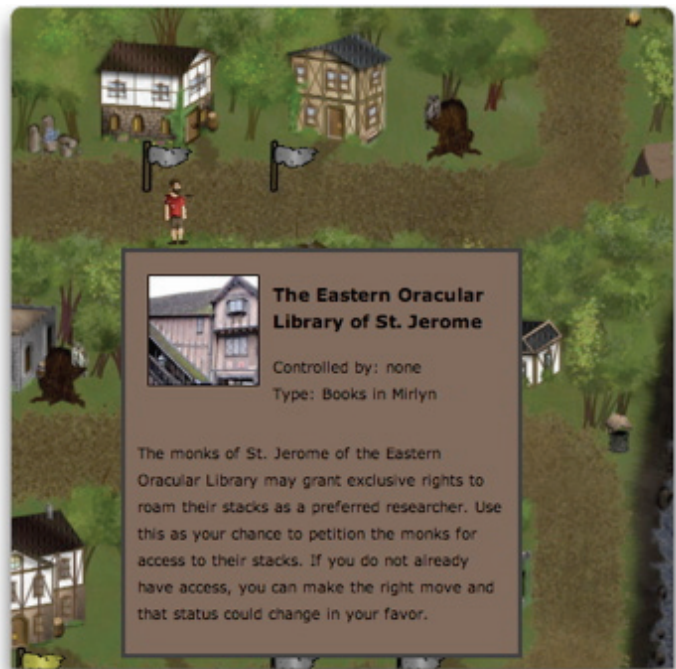 The Eastern Oracular
Library of St. Jerome
Controlled by: none
Type: Books in Mirlyn
The monks of St. Jerome of the Eastern
Oracular Library may grant exclusive rights to
roam their stacks as a preferred researcher. Use
this as your chance to petition the monks for
access to their stacks. If you do not already
have access, you can make the right move and
that status could change in your favor.